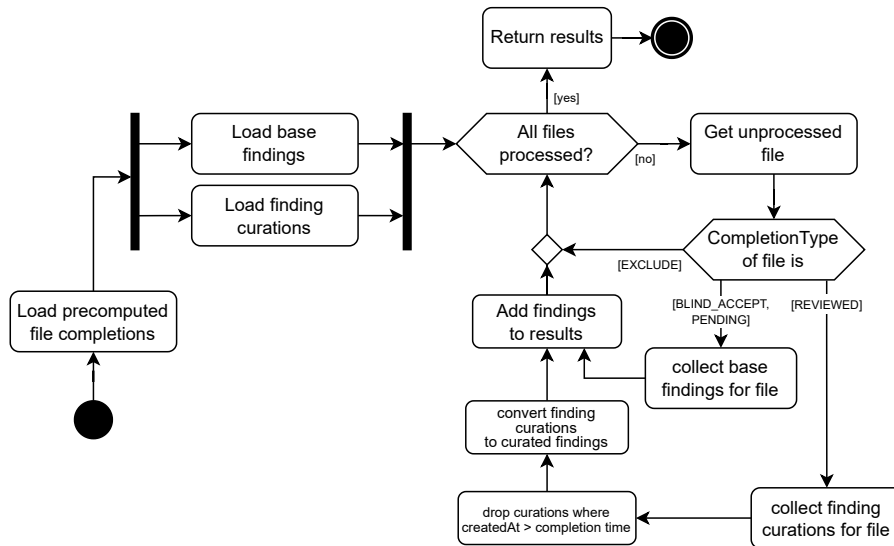 Return results
[yes]
Load base
findings
All files
processed?
[no]
Get unprocessed
file
Load finding
curations
CompletionType
of file is
[EXCLUDE]
[BLIND_ACCEPT,
PENDING]
[REVIEWED]
Load precomputed
file completions
Add findings
to results
collect base
findings for file
convert finding
curations
to curated findings
drop curations where
createdAt > completion time
collect finding
curations for file